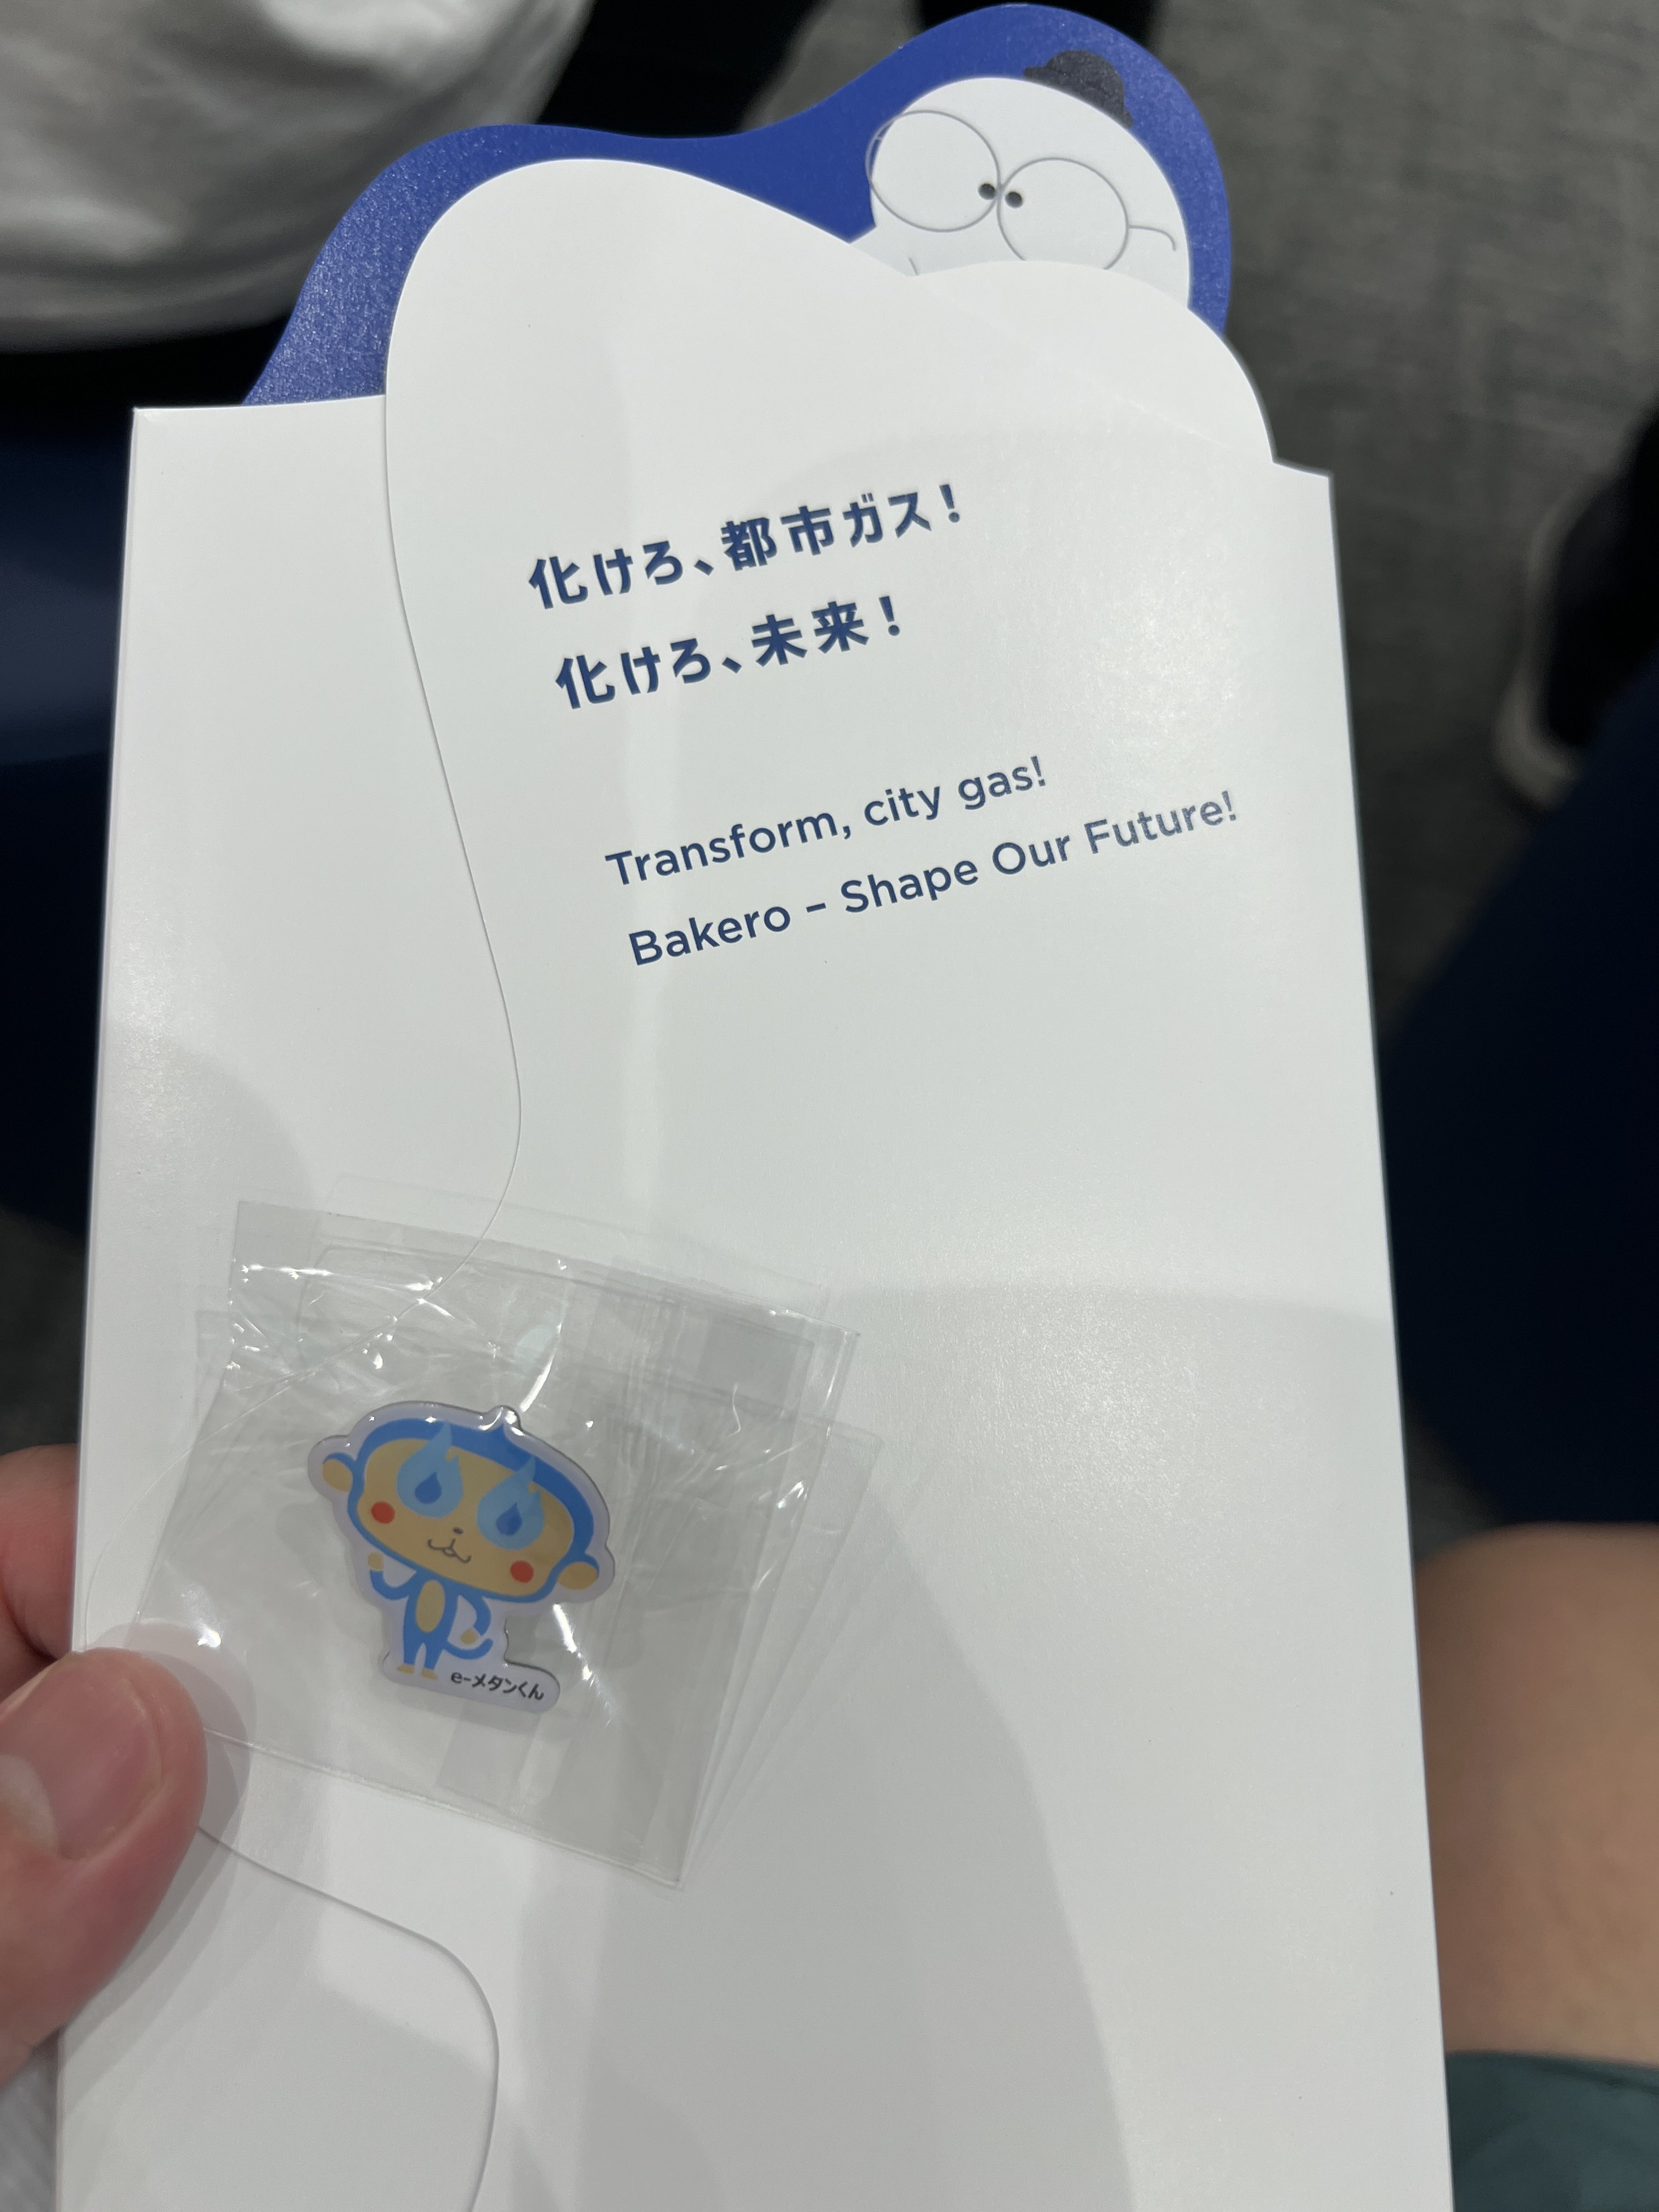 化けろ、都市ガス!
化けろ、未来!
Transform, city gas!
Bakero – Shape Our Future!
e-メタンくん